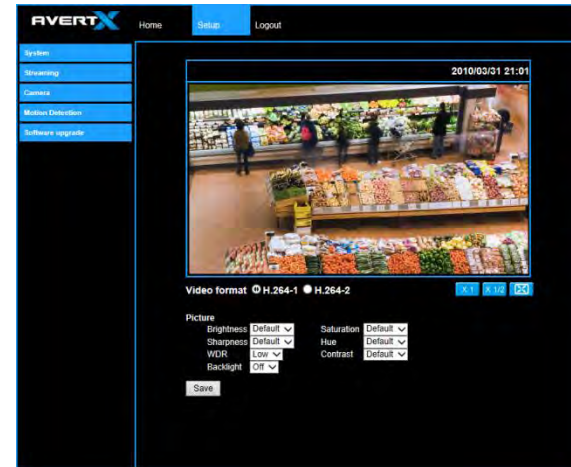 AVERTX
Home Setup Logout
System
Streaming
Camera
Motion Detection
Software upgrade
2010/03/31 21:01
Video format H.264-1 H.264-2
X 1 X 1/2
Picture
Brightness Default Saturation Default
Sharpness Default Hue Default
WDR Low Contrast Default
Backlight Off
Save